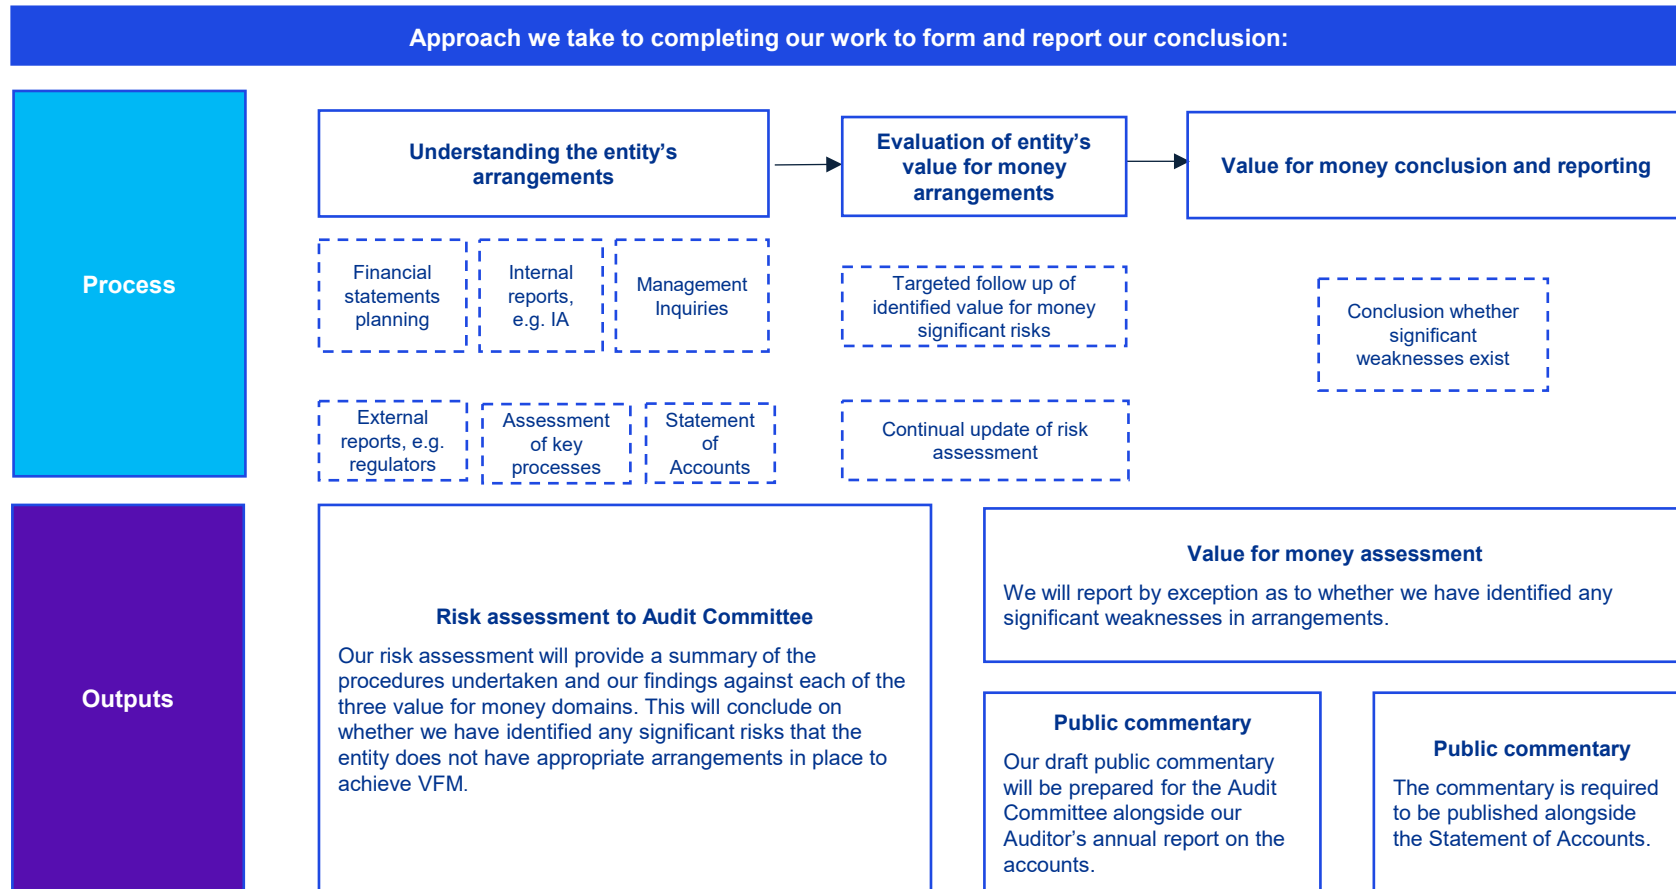 Approach we take to completing our work to form and report our conclusion:
Process
Understanding the entity's
arrangements
Evaluation of entity's
value for money
arrangements
Value for money conclusion and reporting
Financial
statements
planning
Internal
reports,
e.g. IA
Management
Inquiries
Targeted follow up of
identified value for money
significant risks
Conclusion whether
significant
weaknesses exist
External
reports, e.g.
regulators
Assessment
of key
processes
Statement
of
Accounts
Continual update of risk
assessment
Outputs
Risk assessment to Audit Committee
Our risk assessment will provide a summary of the
procedures undertaken and our findings against each of the
three value for money domains. This will conclude on
whether we have identified any significant risks that the
entity does not have appropriate arrangements in place to
achieve VFM.
Value for money assessment
We will report by exception as to whether we have identified any
significant weaknesses in arrangements.
Public commentary
Our draft public commentary
will be prepared for the Audit
Committee alongside our
Auditor's annual report on the
accounts.
Public commentary
The commentary is required
to be published alongside
the Statement of Accounts.